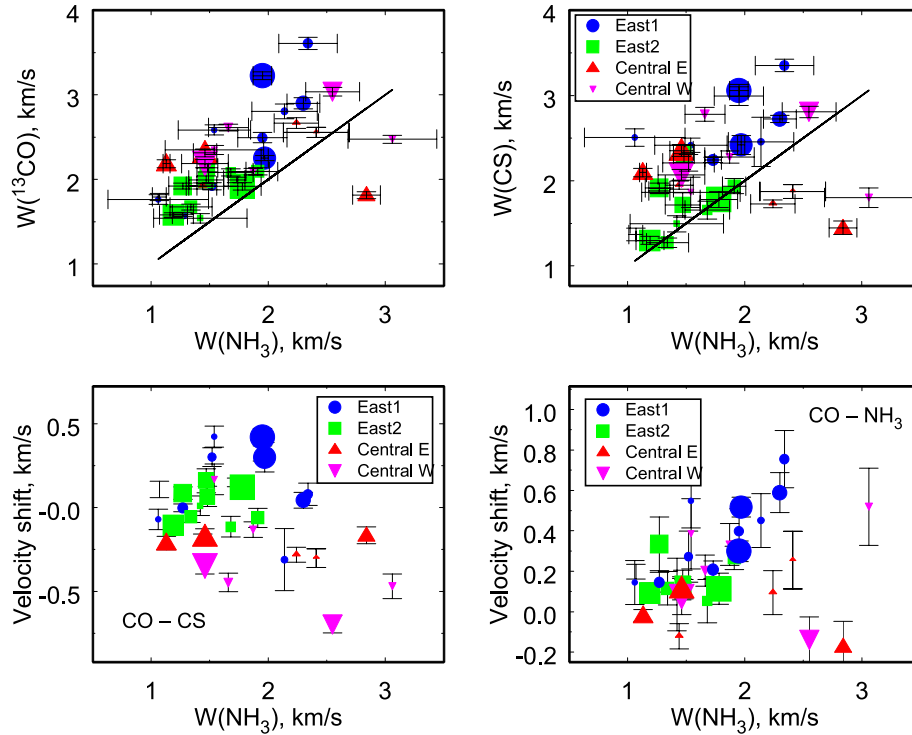 4
3
2
1
W(¹³CO), km/s
1 2 3
W(NH₃), km/s
4
3
2
1
W(CS), km/s
East1
East2
Central E
Central W
1 2 3
W(NH₃), km/s
0.5
-0.0
-0.5
Velocity shift, km/s
East1
East2
Central E
Central W
CO – CS
1 2 3
W(NH₃), km/s
1.0
0.8
0.6
0.4
0.2
0.0
-0.2
Velocity shift, km/s
East1
East2
Central E
Central W
CO – NH₃
1 2 3
W(NH₃), km/s